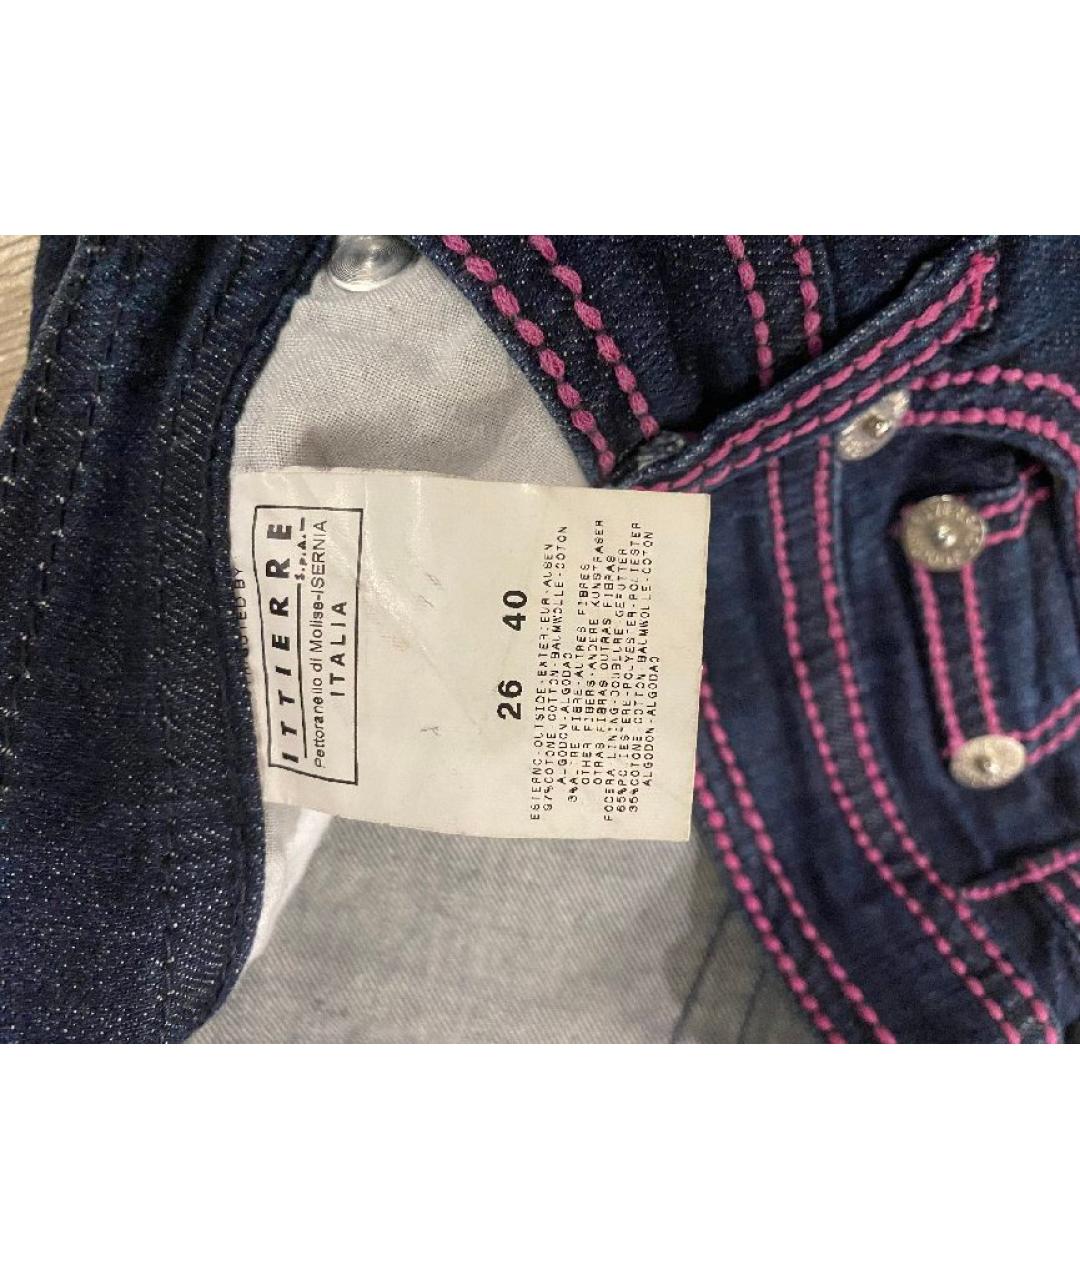 ITTIERRE
S.p.A.
Pettoranello di Molise-ISERNIA
ITALIA
26 40
ESTERNO-OUTSIDE-EXTERIEUR-AUSEN
97%COTONE-COTTON-BAUMWOLLE-COTON
ALGODON-ALGODAO
3%ALTRE FIBRE-AUTRES FIBRES
OTHER FIBERS-ANDERE KUNSTFASER
OTRAS FIBRAS OUTRAS FIBRAS
FODERA-LINING-DOUBLURE-GEFUTTER
65%POLIESTERE-POLYESTER-POLIESTER
35%COTONE-COTTON-BAUMWOLLE-COTON
ALGODON-ALGODAO